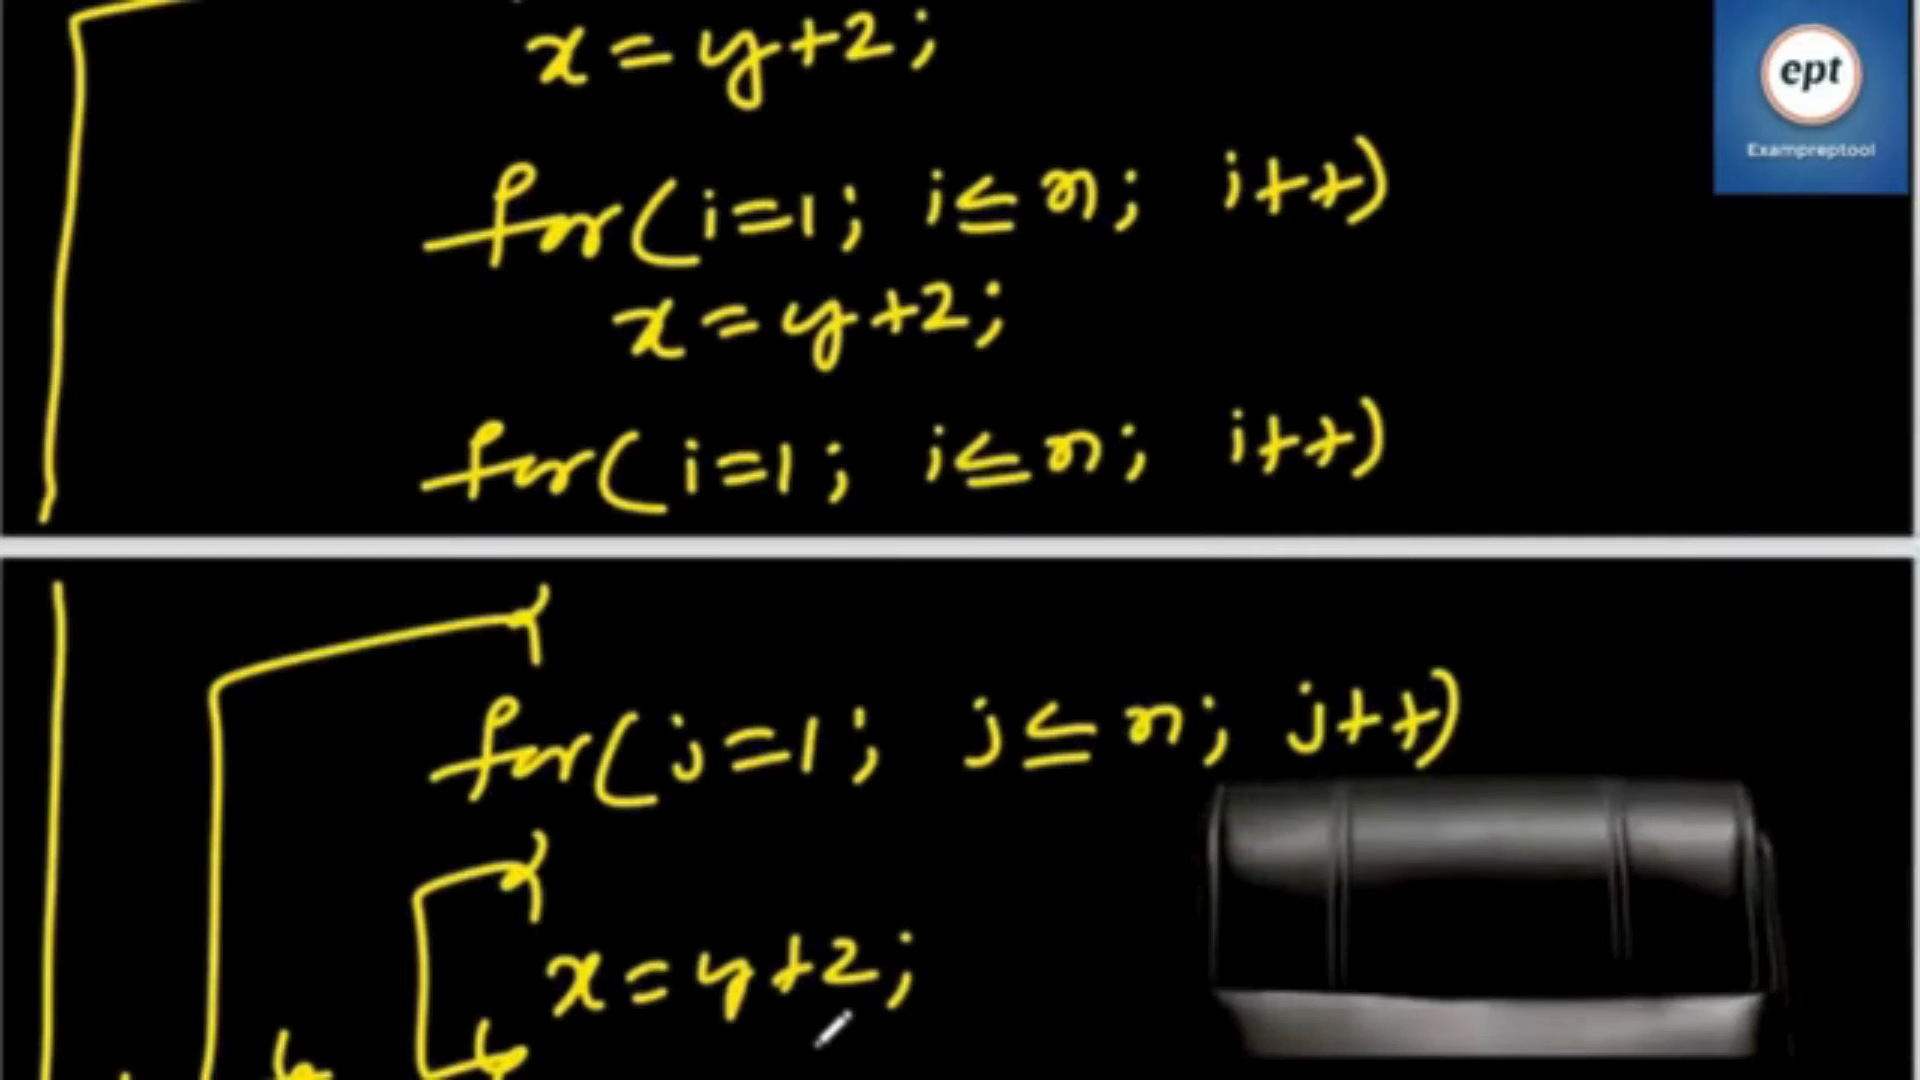 x=y+2;
ept
Exampreptool
for(i=1; i≤n; i++)
x=y+2;
for(i=1; i≤n; i++)
{
for(j=1; j≤n; j++)
{
x=y+2;
}
}